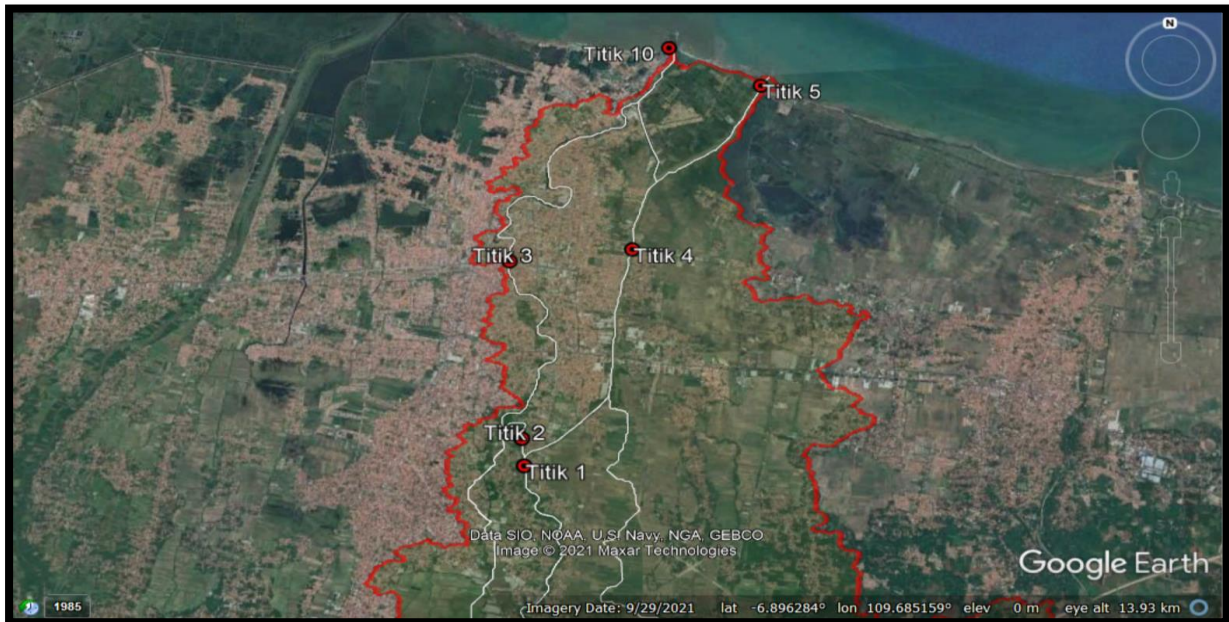 N
Titik 10
Titik 5
Titik 3
Titik 4
Titik 2
Titik 1
Data SIO, NOAA, U.S. Navy, NGA, GEBCO
Image © 2021 Maxar Technologies
Google Earth
1985
Imagery Date: 9/29/2021 lat -6.896284° lon 109.685159° elev 0 m eye alt 13.93 km